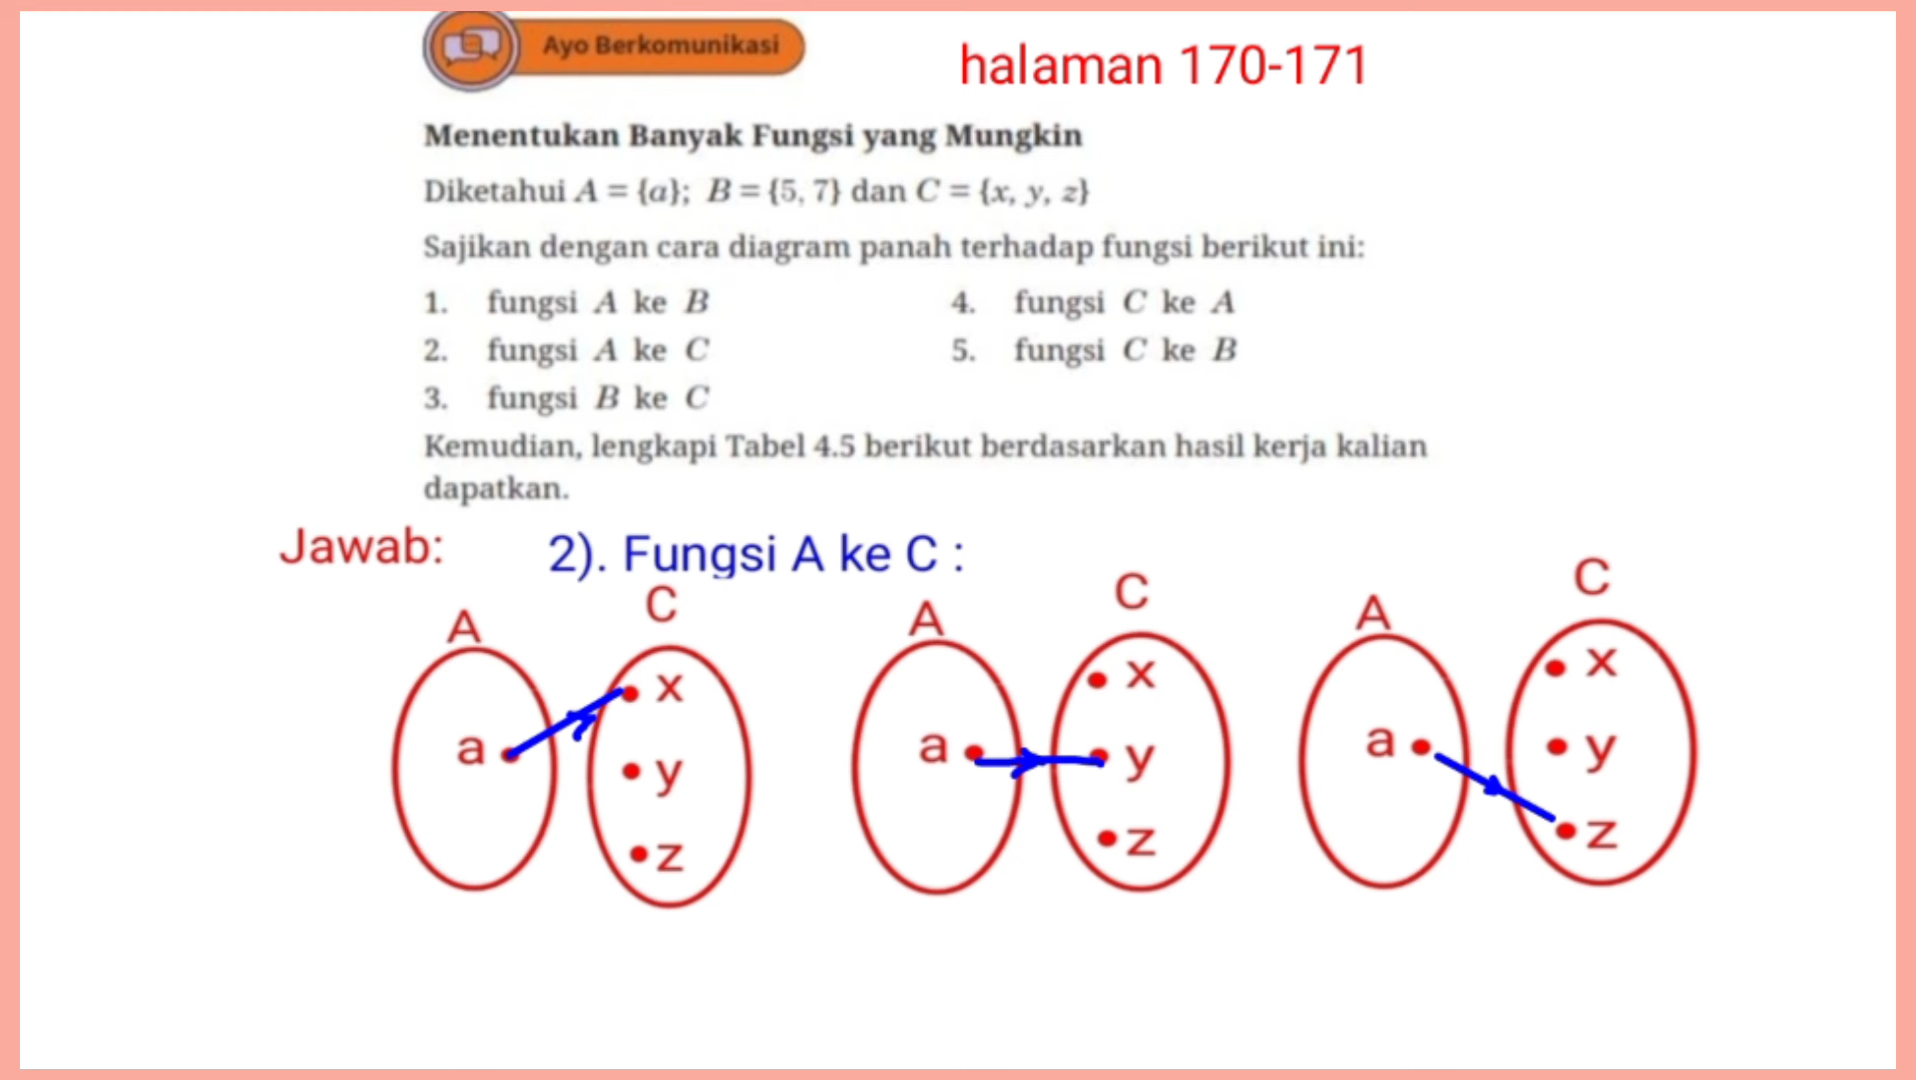 Ayo Berkomunikasi
halaman 170-171
Menentukan Banyak Fungsi yang Mungkin
Diketahui A = {a}; B = {5, 7} dan C = {x, y, z}
Sajikan dengan cara diagram panah terhadap fungsi berikut ini:
1. fungsi A ke B
2. fungsi A ke C
3. fungsi B ke C
4. fungsi C ke A
5. fungsi C ke B
Kemudian, lengkapi Tabel 4.5 berikut berdasarkan hasil kerja kalian
dapatkan.
Jawab:
2). Fungsi A ke C :
A
C
a
x
y
z
A
C
a
x
y
z
A
C
a
x
y
z